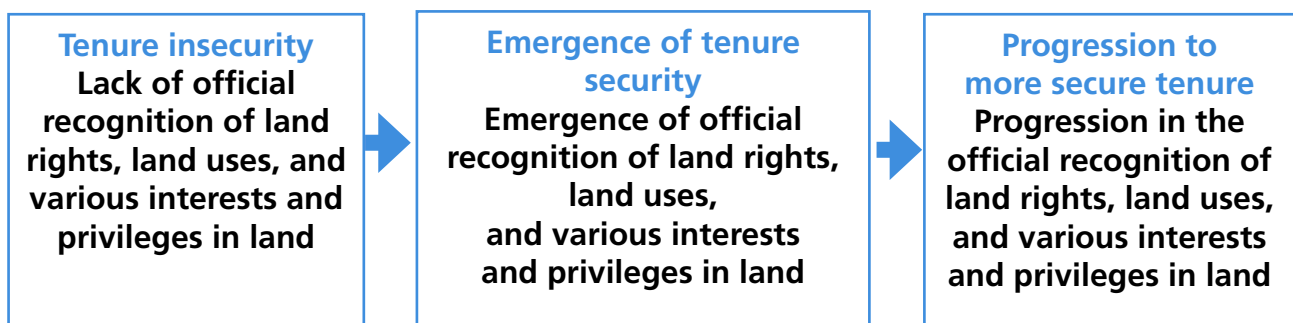 Tenure insecurity
Lack of official
recognition of land
rights, land uses, and
various interests and
privileges in land
Emergence of tenure
security
Emergence of official
recognition of land rights,
land uses,
and various interests
and privileges in land
Progression to
more secure tenure
Progression in the
official recognition of
land rights, land uses,
and various interests
and privileges in land